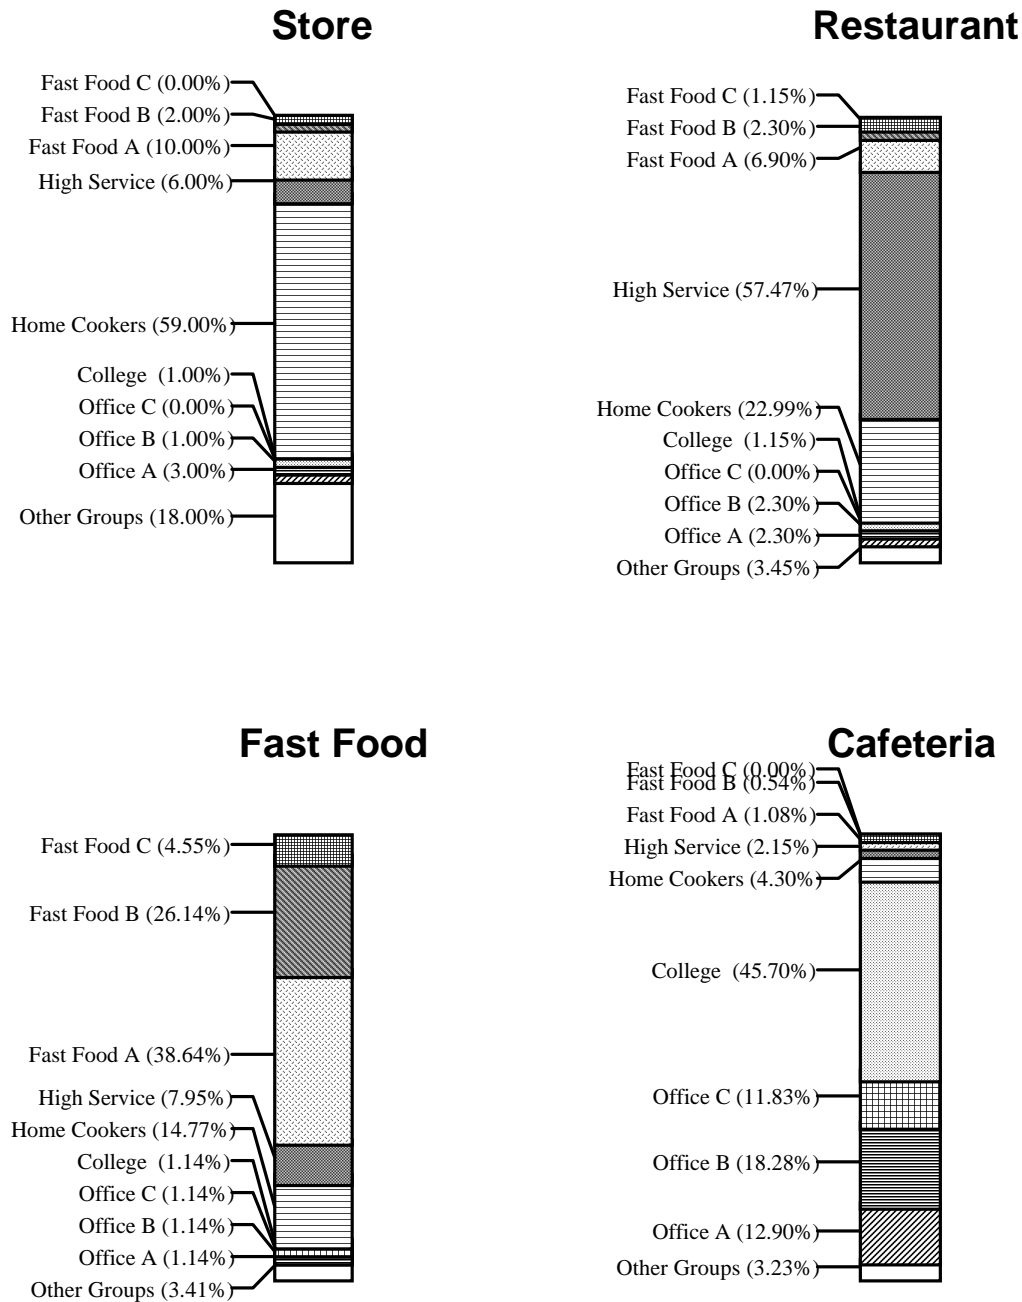 Store
Fast Food C (0.00%)
Fast Food B (2.00%)
Fast Food A (10.00%)
High Service (6.00%)
Home Cookers (59.00%)
College (1.00%)
Office C (0.00%)
Office B (1.00%)
Office A (3.00%)
Other Groups (18.00%)
Restaurant
Fast Food C (1.15%)
Fast Food B (2.30%)
Fast Food A (6.90%)
High Service (57.47%)
Home Cookers (22.99%)
College (1.15%)
Office C (0.00%)
Office B (2.30%)
Office A (2.30%)
Other Groups (3.45%)
Fast Food
Fast Food C (4.55%)
Fast Food B (26.14%)
Fast Food A (38.64%)
High Service (7.95%)
Home Cookers (14.77%)
College (1.14%)
Office C (1.14%)
Office B (1.14%)
Office A (1.14%)
Other Groups (3.41%)
Cafeteria
Fast Food C (0.00%)
Fast Food B (0.54%)
Fast Food A (1.08%)
High Service (2.15%)
Home Cookers (4.30%)
College (45.70%)
Office C (11.83%)
Office B (18.28%)
Office A (12.90%)
Other Groups (3.23%)